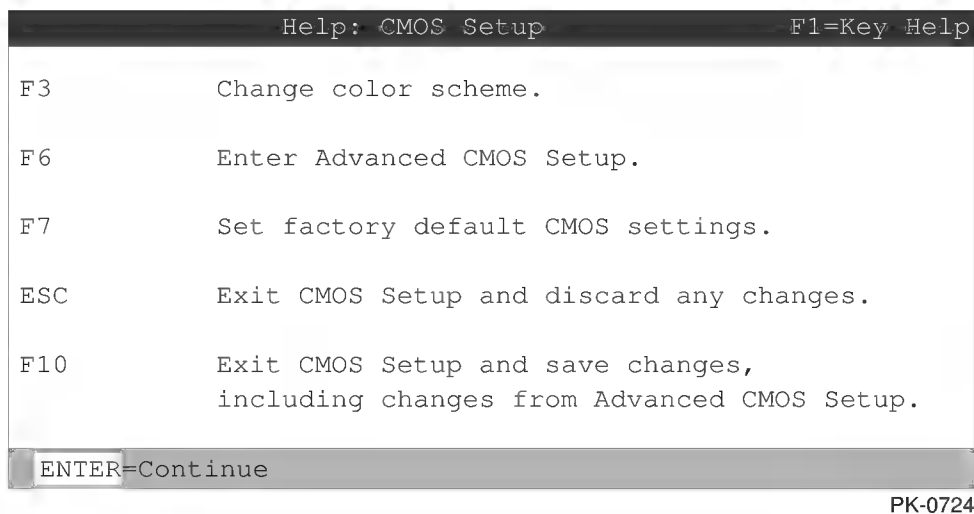 Help: CMOS Setup F1=Key Help
F3 Change color scheme.
F6 Enter Advanced CMOS Setup.
F7 Set factory default CMOS settings.
ESC Exit CMOS Setup and discard any changes.
F10 Exit CMOS Setup and save changes,
including changes from Advanced CMOS Setup.
ENTER=Continue
PK-0724